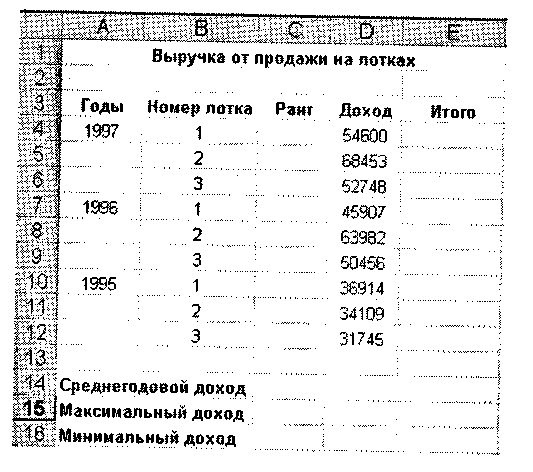 A B C D E
1 Выручка от продажи на лотках
2
3 Годы Номер лотка Ранг Доход Итого
4 1997 1 54600
5 2 68453
6 3 52748
7 1996 1 45907
8 2 63982
9 3 50456
10 1995 1 36914
11 2 34109
12 3 31745
13
14 Среднегодовой доход
15 Максимальный доход
16 Минимальный доход